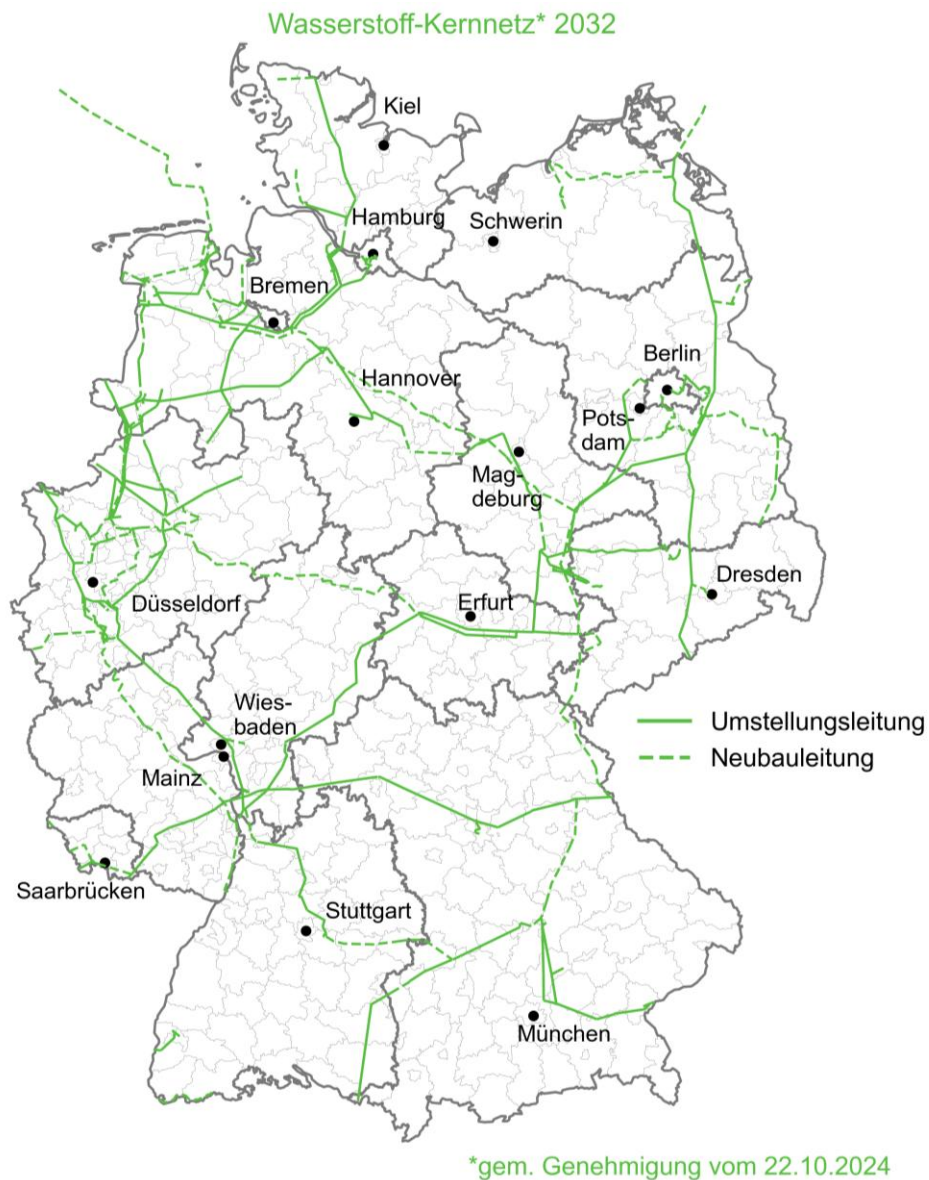 Wasserstoff-Kernnetz* 2032
Kiel
Hamburg
Schwerin
Bremen
Hannover
Berlin
Pots-
dam
Mag-
deburg
Düsseldorf
Erfurt
Dresden
Wies-
baden
Umstellungsleitung
Neubauleitung
Mainz
Saarbrücken
Stuttgart
München
*gem. Genehmigung vom 22.10.2024